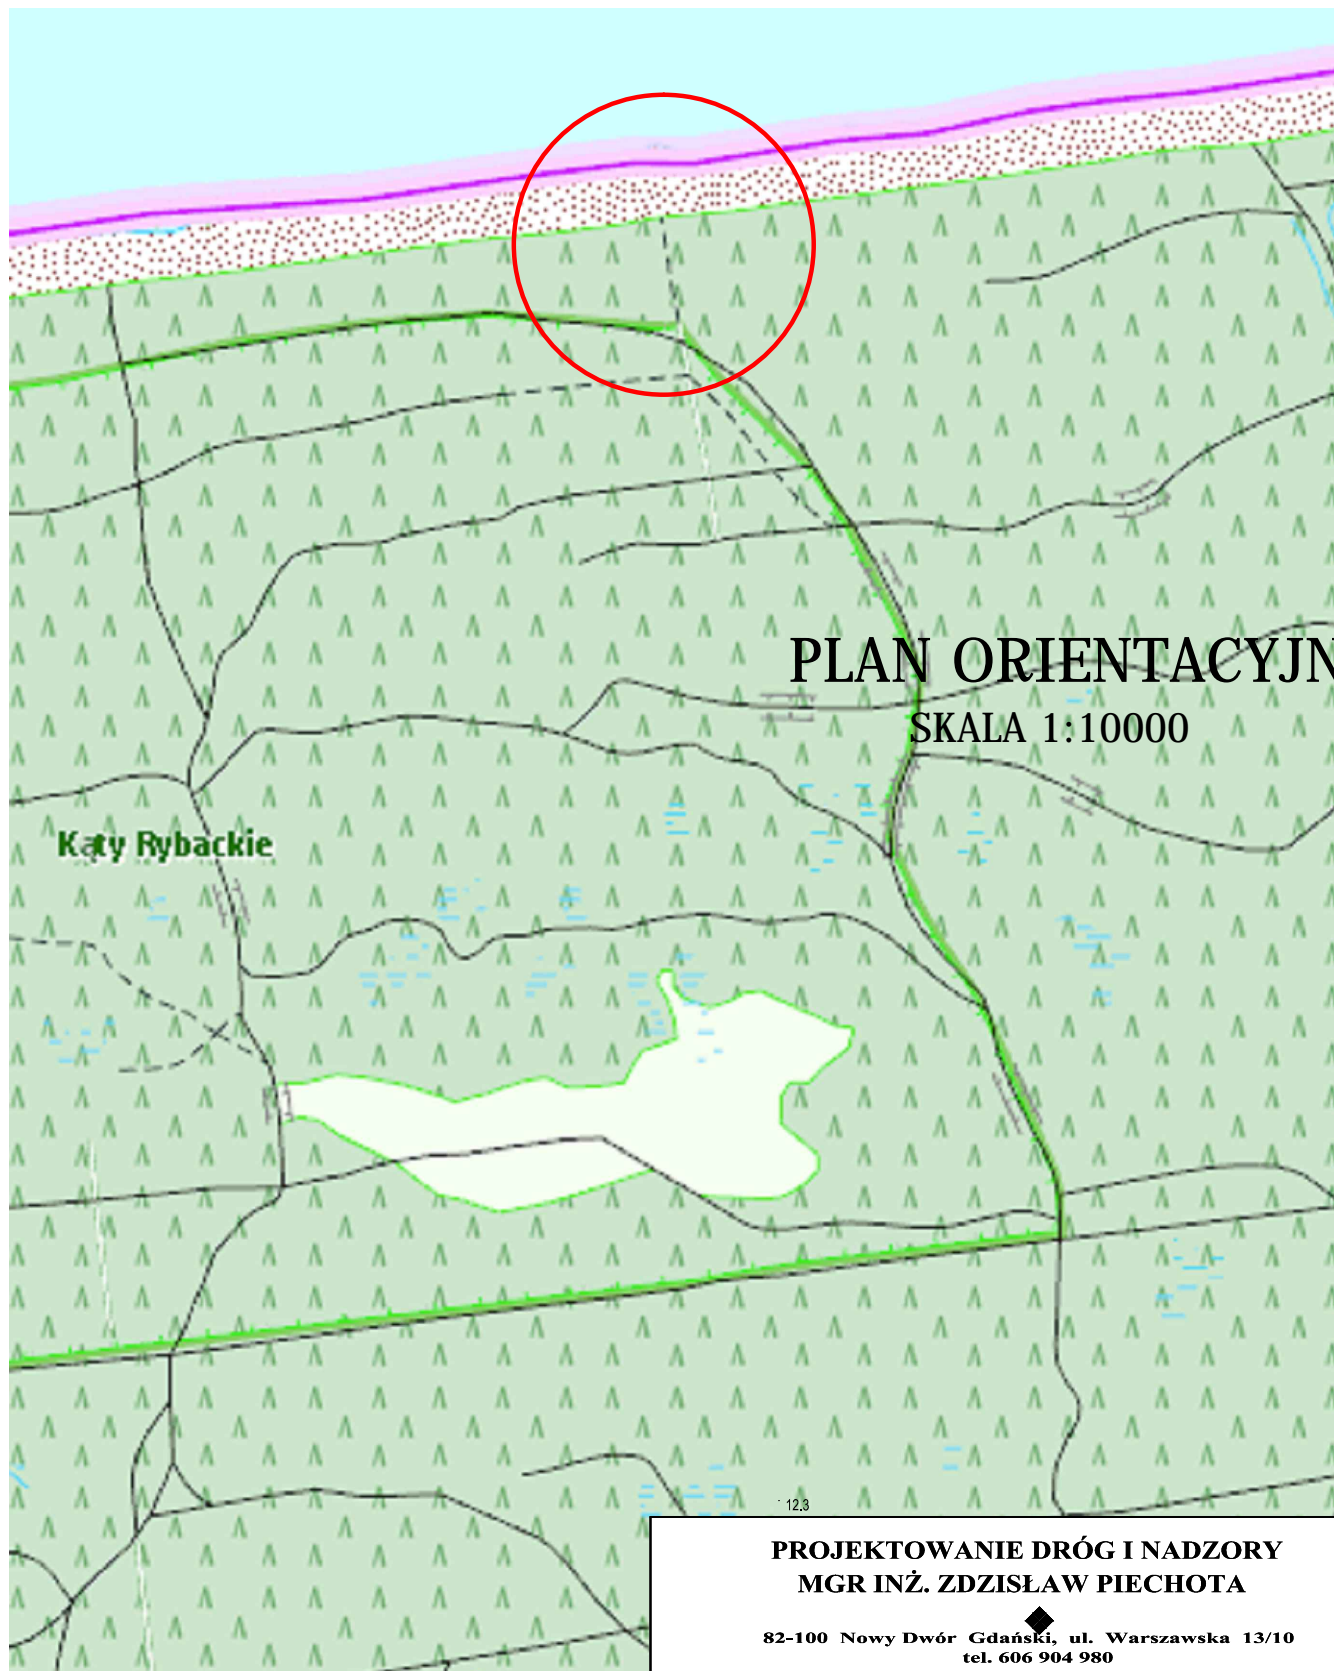 PLAN ORIENTACYJN
SKALA 1:10000
Kąty Rybackie
12.3
PROJEKTOWANIE DRÓG I NADZORY
MGR INŻ. ZDZISŁAW PIECHOTA
82-100 Nowy Dwór Gdański, ul. Warszawska 13/10
tel. 606 904 980